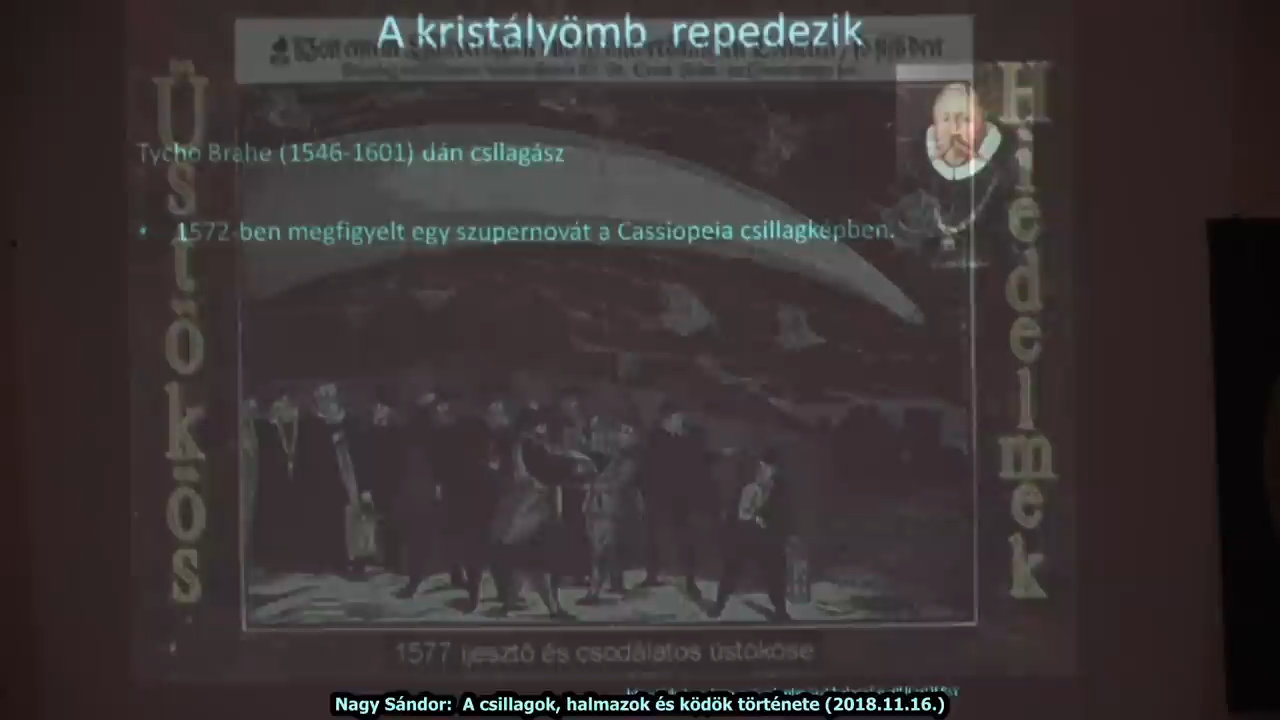 A kristályömb repedezik
Tycho Brahe (1546-1601) dán csllagász
• 1572-ben megfigyelt egy szupernovát a Cassiopeia csillagképben.
Üstökös
Hiedelmek
1577 ijesztő és csodálatos üstököse
Nagy Sándor: A csillagok, halmazok és ködök története (2018.11.16.)